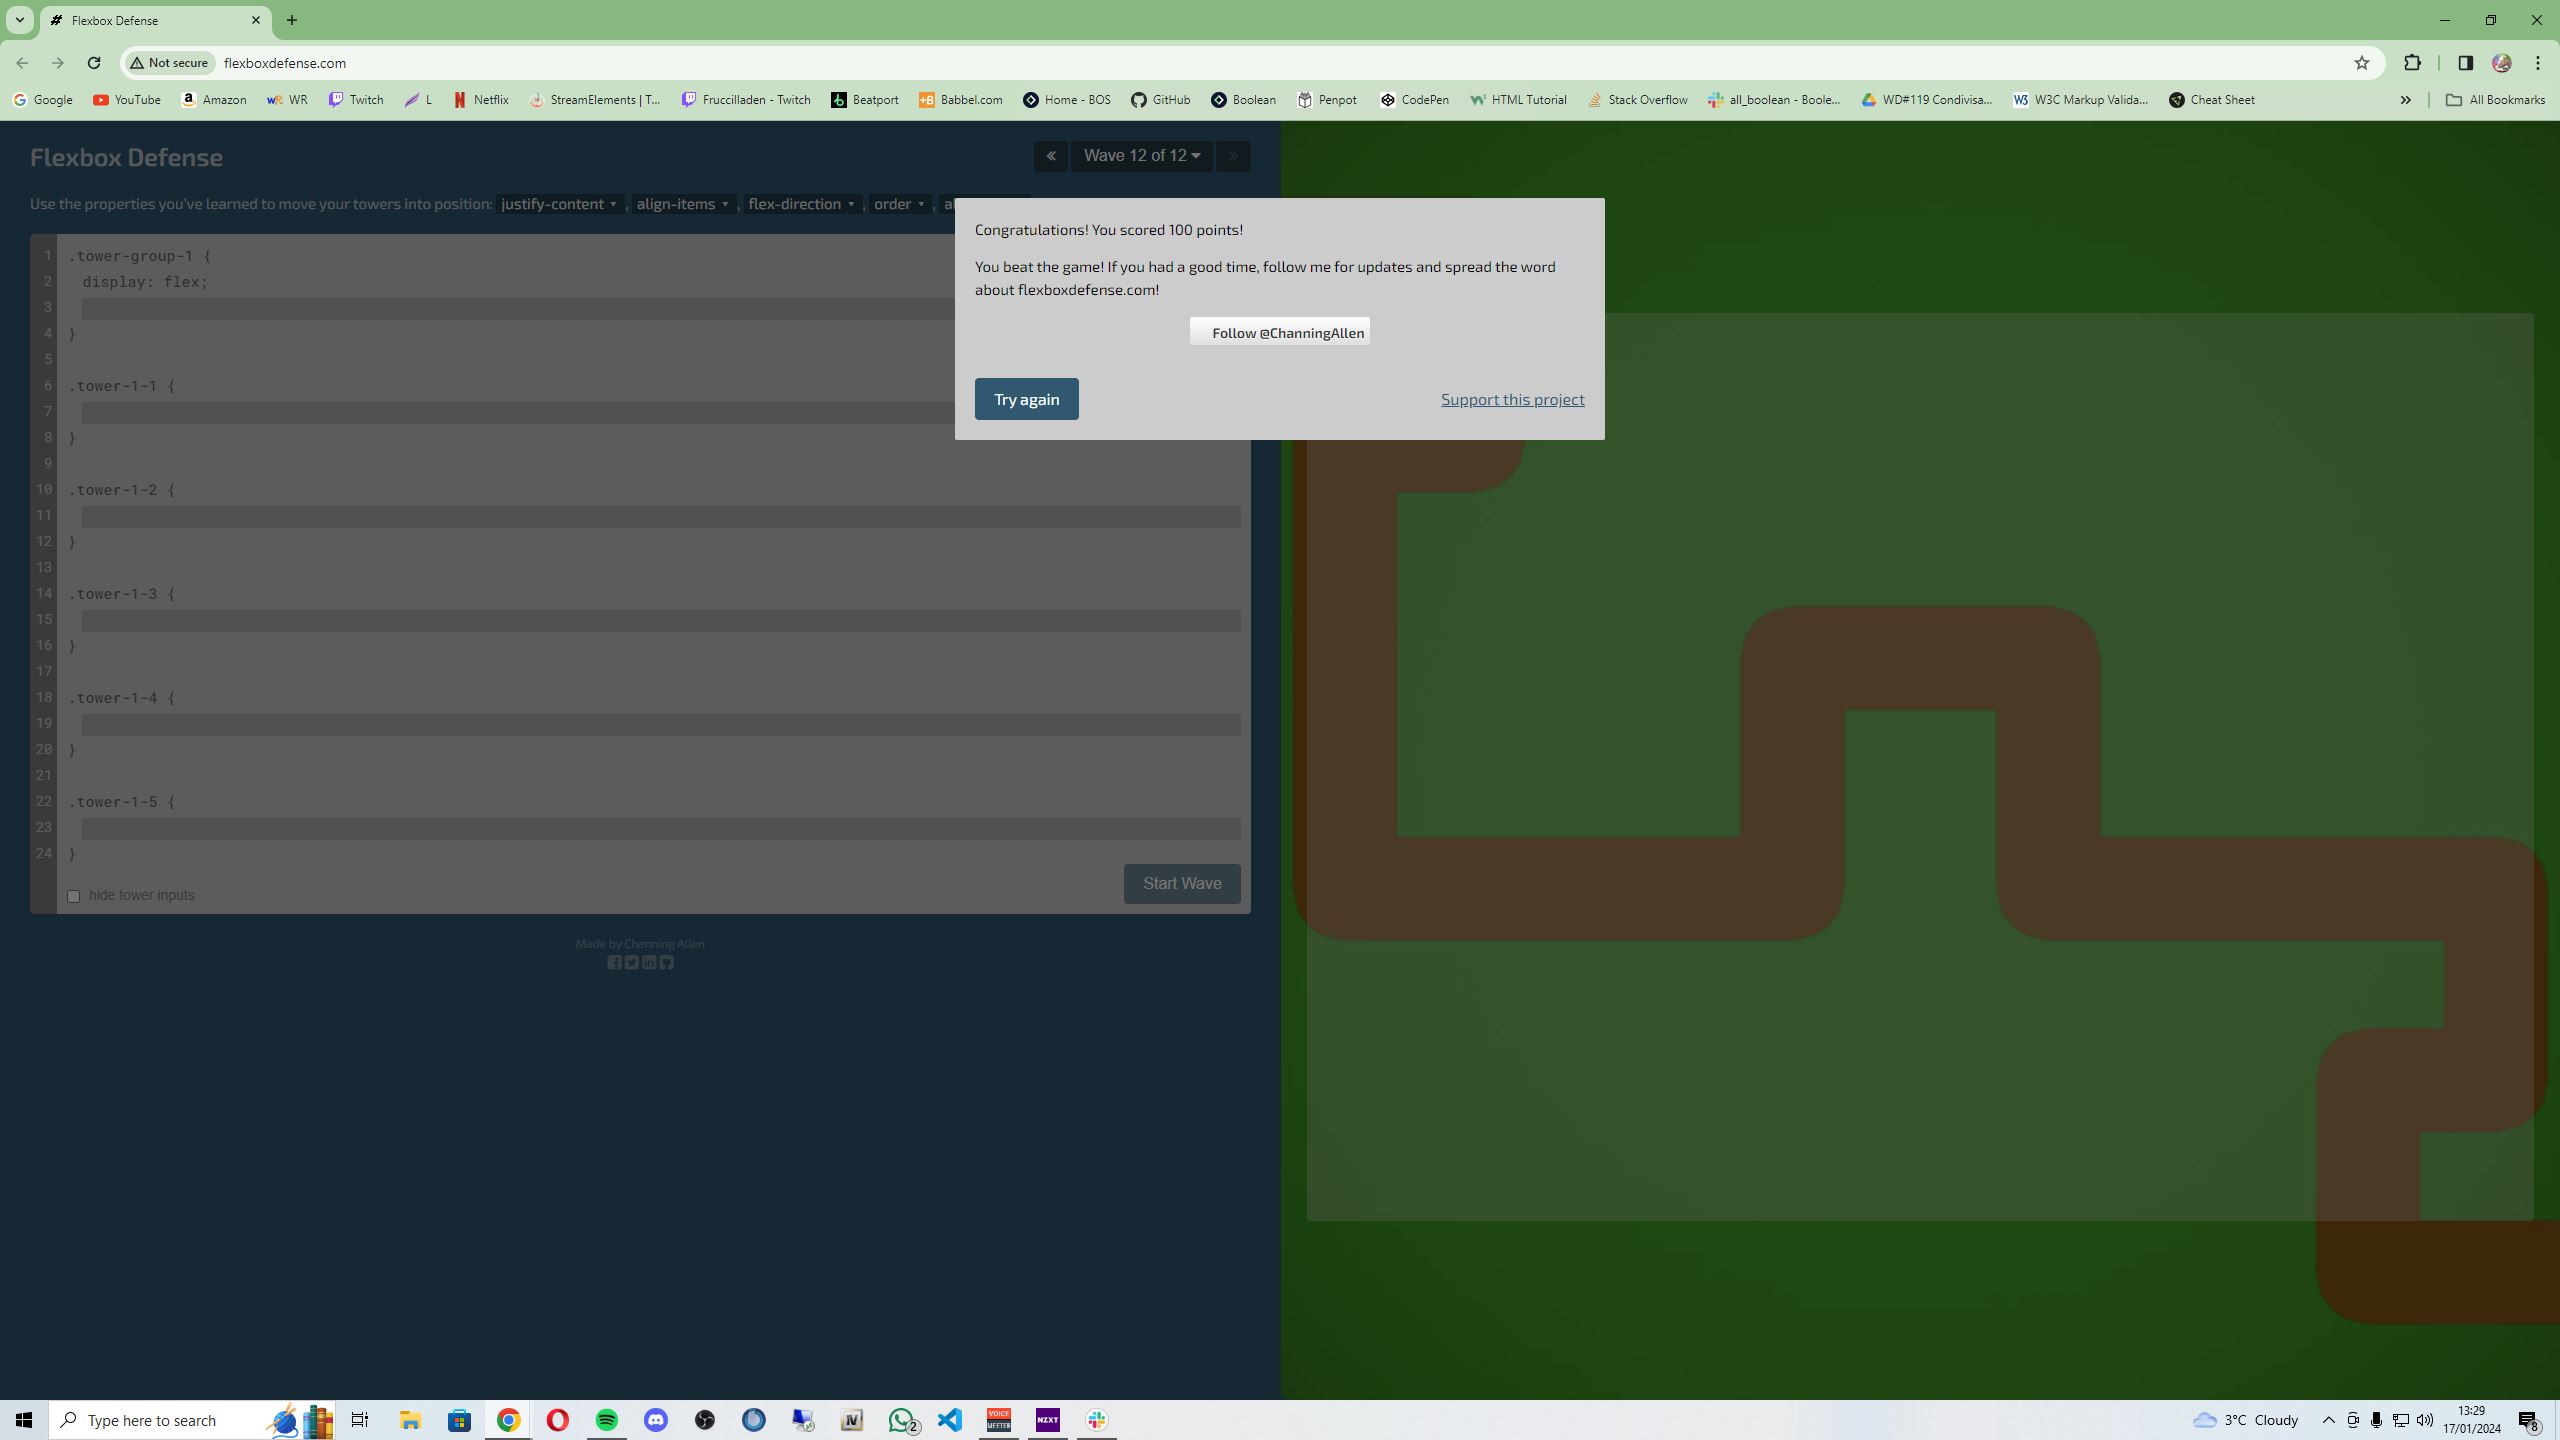 Flexbox Defense
Not secure
flexboxdefense.com
Google
YouTube
Amazon
WR
Twitch
L
Netflix
StreamElements | T...
Fruccilladen - Twitch
Beatport
Babbel.com
Home - BOS
GitHub
Boolean
Penpot
CodePen
HTML Tutorial
Stack Overflow
all_boolean - Boole...
WD#119 Condivisa...
W3C Markup Valida...
Cheat Sheet
All Bookmarks
Flexbox Defense
« Wave 12 of 12 »
Use the properties you've learned to move your towers into position: justify-content , align-items , flex-direction , order ,
1 .tower-group-1 {
2 display: flex;
3
4 }
5
6 .tower-1-1 {
7
8 }
9
10 .tower-1-2 {
11
12 }
13
14 .tower-1-3 {
15
16 }
17
18 .tower-1-4 {
19
20 }
21
22 .tower-1-5 {
23
24 }
hide tower inputs
Start Wave
Made by Channing Allen
Congratulations! You scored 100 points!
You beat the game! If you had a good time, follow me for updates and spread the word
about flexboxdefense.com!
Follow @ChanningAllen
Try again
Support this project
Type here to search
IV
2
VOICE
MEETER
NZXT
3°C Cloudy
13:29
17/01/2024
8